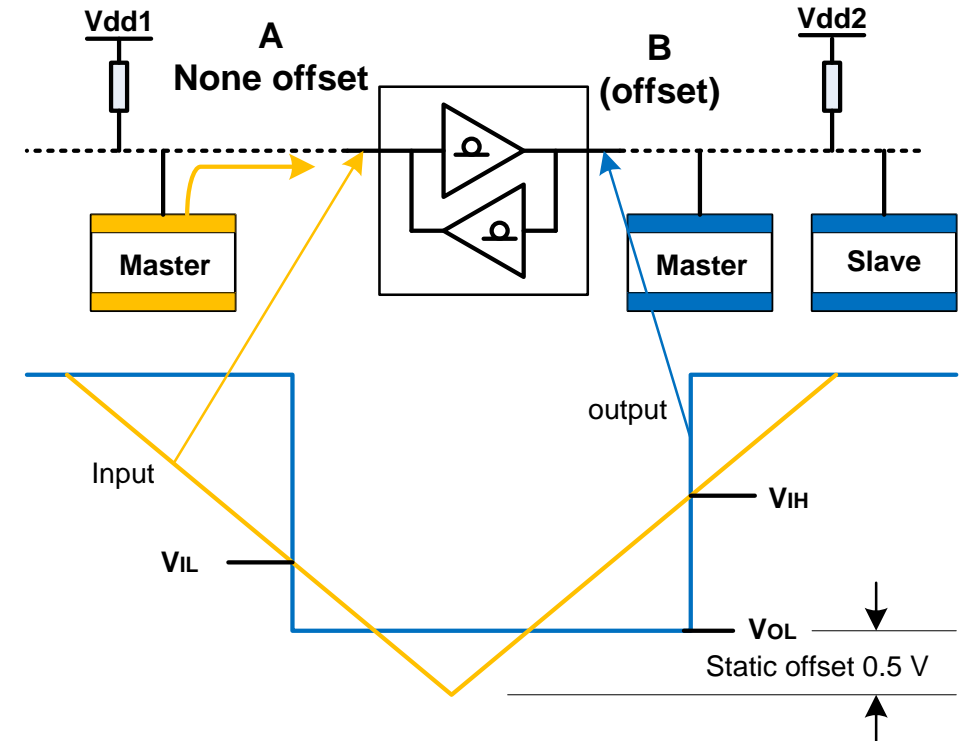 Vdd1
A
None offset
B
(offset)
Vdd2
Master
Master
Slave
output
Input
VIH
VIL
VOL
Static offset 0.5 V